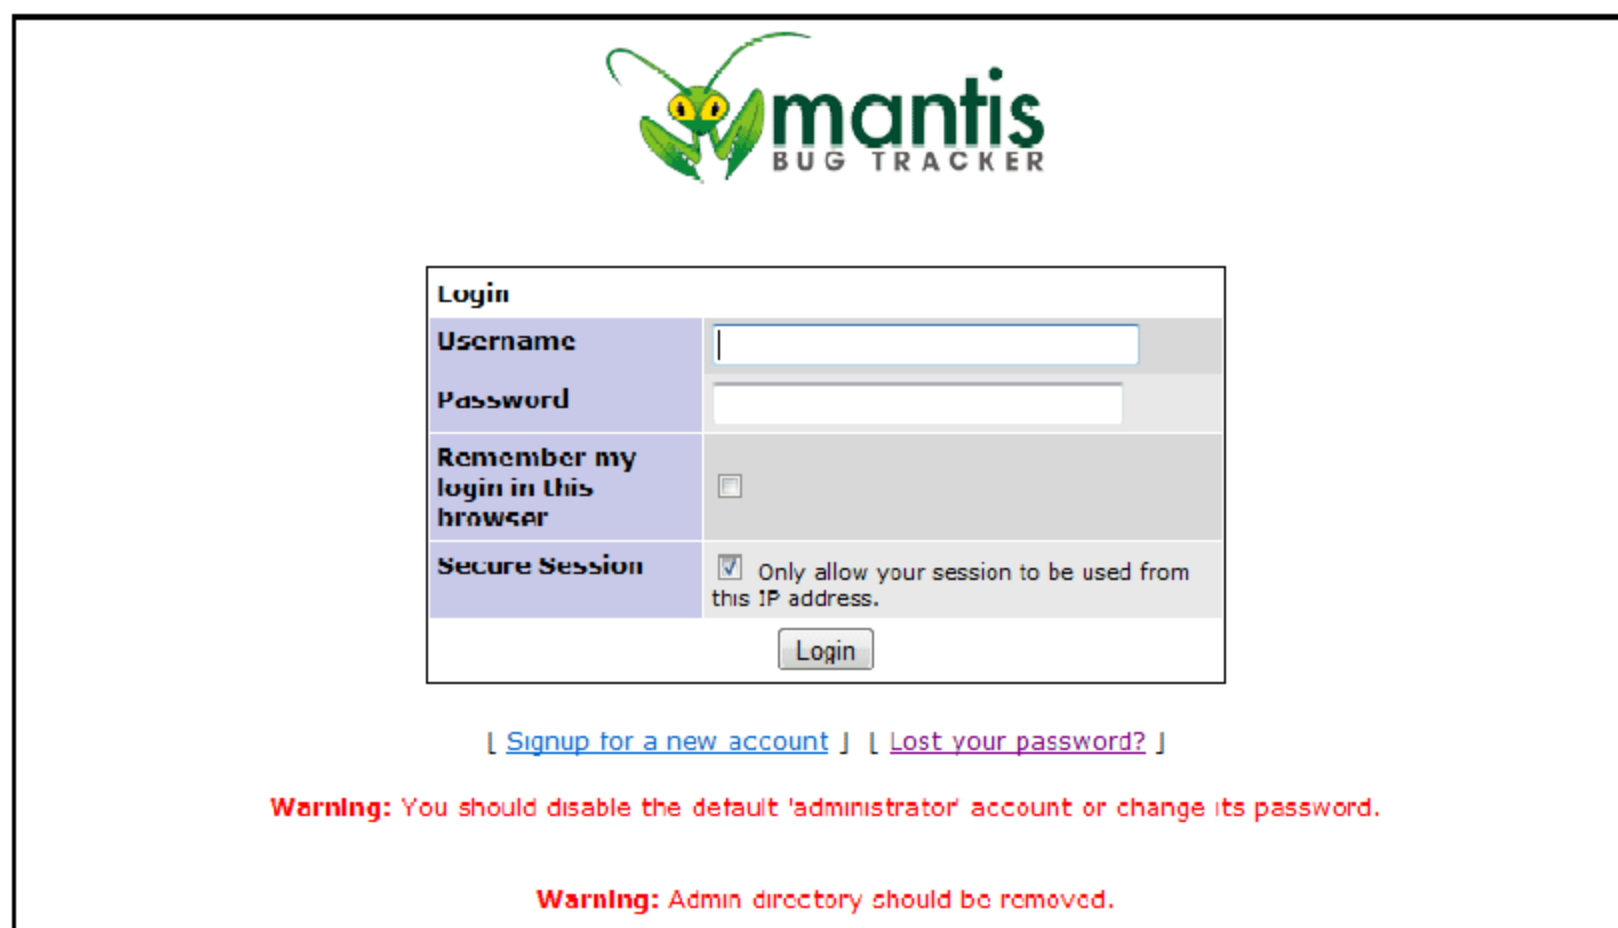 mantis
BUG TRACKER
Login
Username
Password
Remember my
login in this
browser
Secure Session
Only allow your session to be used from
this IP address.
Login
[ Signup for a new account ] [ Lost your password? ]
Warning: You should disable the default 'administrator' account or change its password.
Warning: Admin directory should be removed.